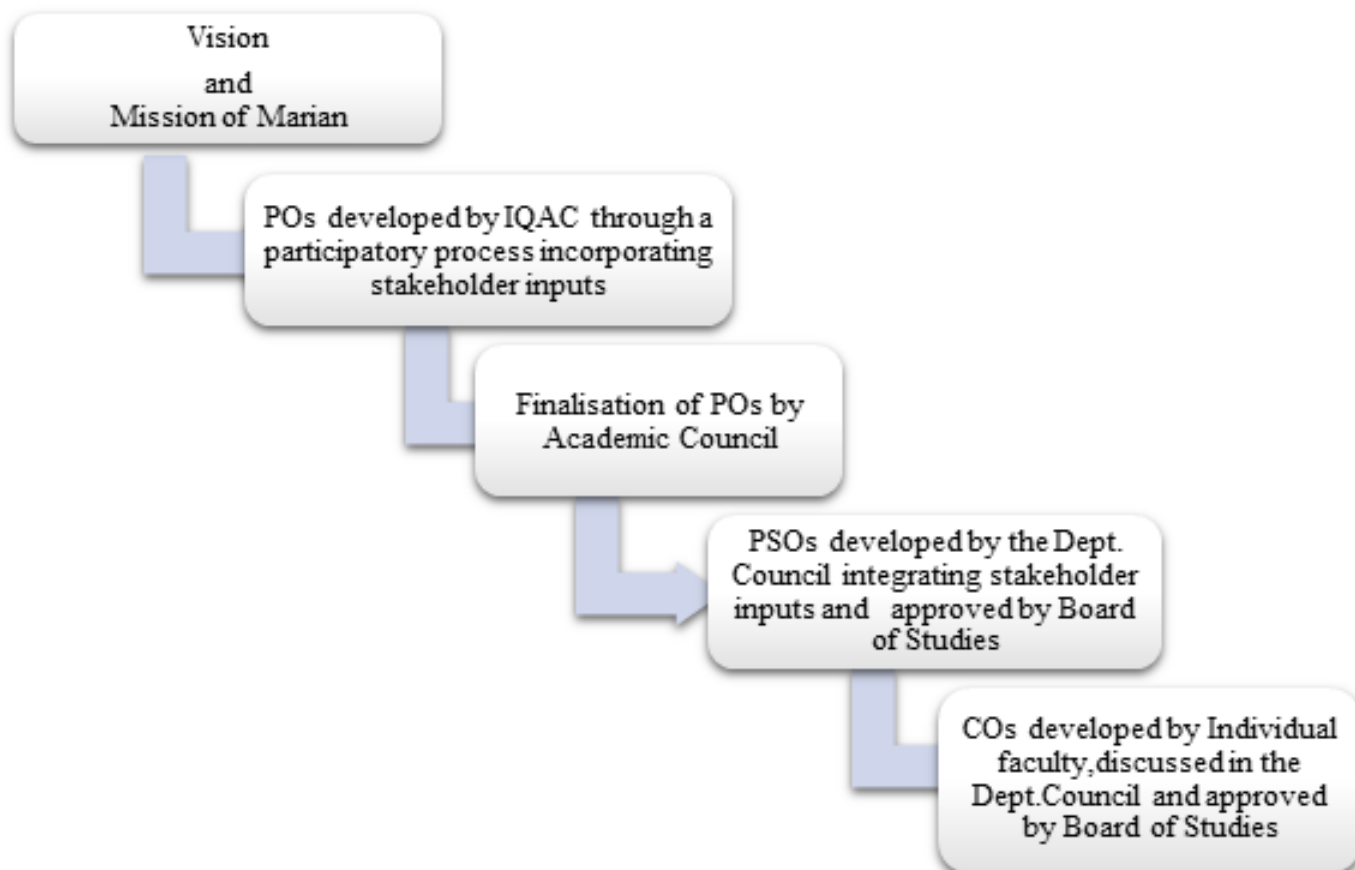 Vision
and
Mission of Marian
POs developed by IQAC through a
participatory process incorporating
stakeholder inputs
Finalisation of POs by
Academic Council
PSOs developed by the Dept.
Council integrating stakeholder
inputs and approved by Board
of Studies
COs developed by Individual
faculty,discussed in the
Dept.Council and approved
by Board of Studies